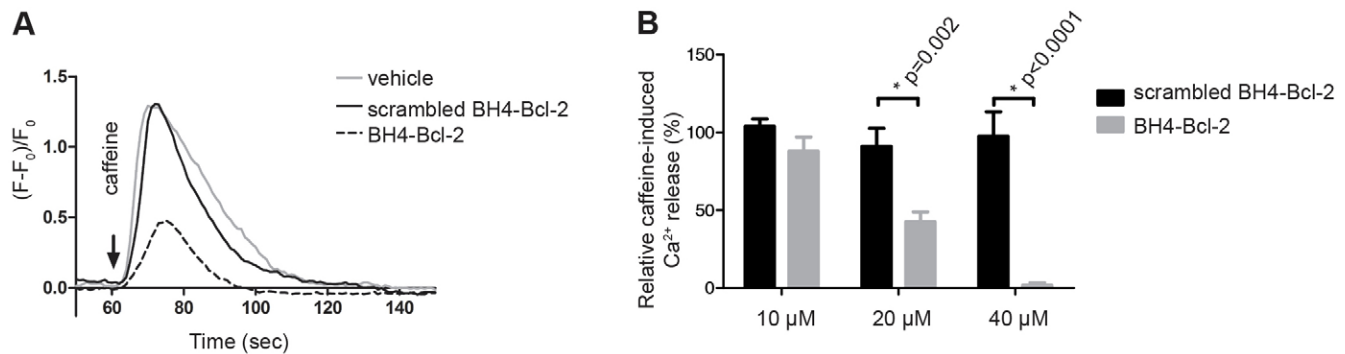 A
1.5
1.0
0.5
0.0
(F-F₀)/F₀
caffeine
60
80
100
120
140
Time (sec)
vehicle
scrambled BH4-Bcl-2
BH4-Bcl-2
B
150
100
50
0
Relative caffeine-induced
Ca²⁺ release (%)
* p=0.002
* p<0.0001
10 µM
20 µM
40 µM
scrambled BH4-Bcl-2
BH4-Bcl-2